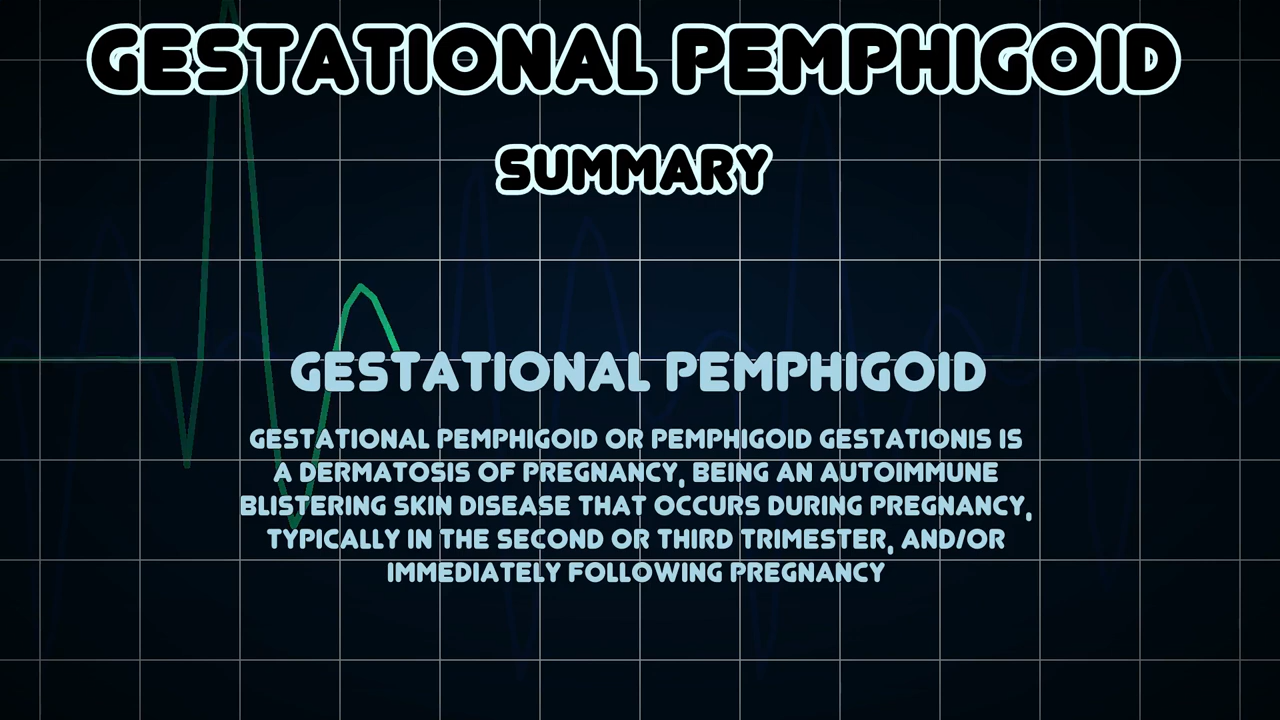 GESTATIONAL PEMPHIGOID
SUMMARY
GESTATIONAL PEMPHIGOID
GESTATIONAL PEMPHIGOID OR PEMPHIGOID GESTATIONIS IS
A DERMATOSIS OF PREGNANCY, BEING AN AUTOIMMUNE
BLISTERING SKIN DISEASE THAT OCCURS DURING PREGNANCY,
TYPICALLY IN THE SECOND OR THIRD TRIMESTER, AND/OR
IMMEDIATELY FOLLOWING PREGNANCY